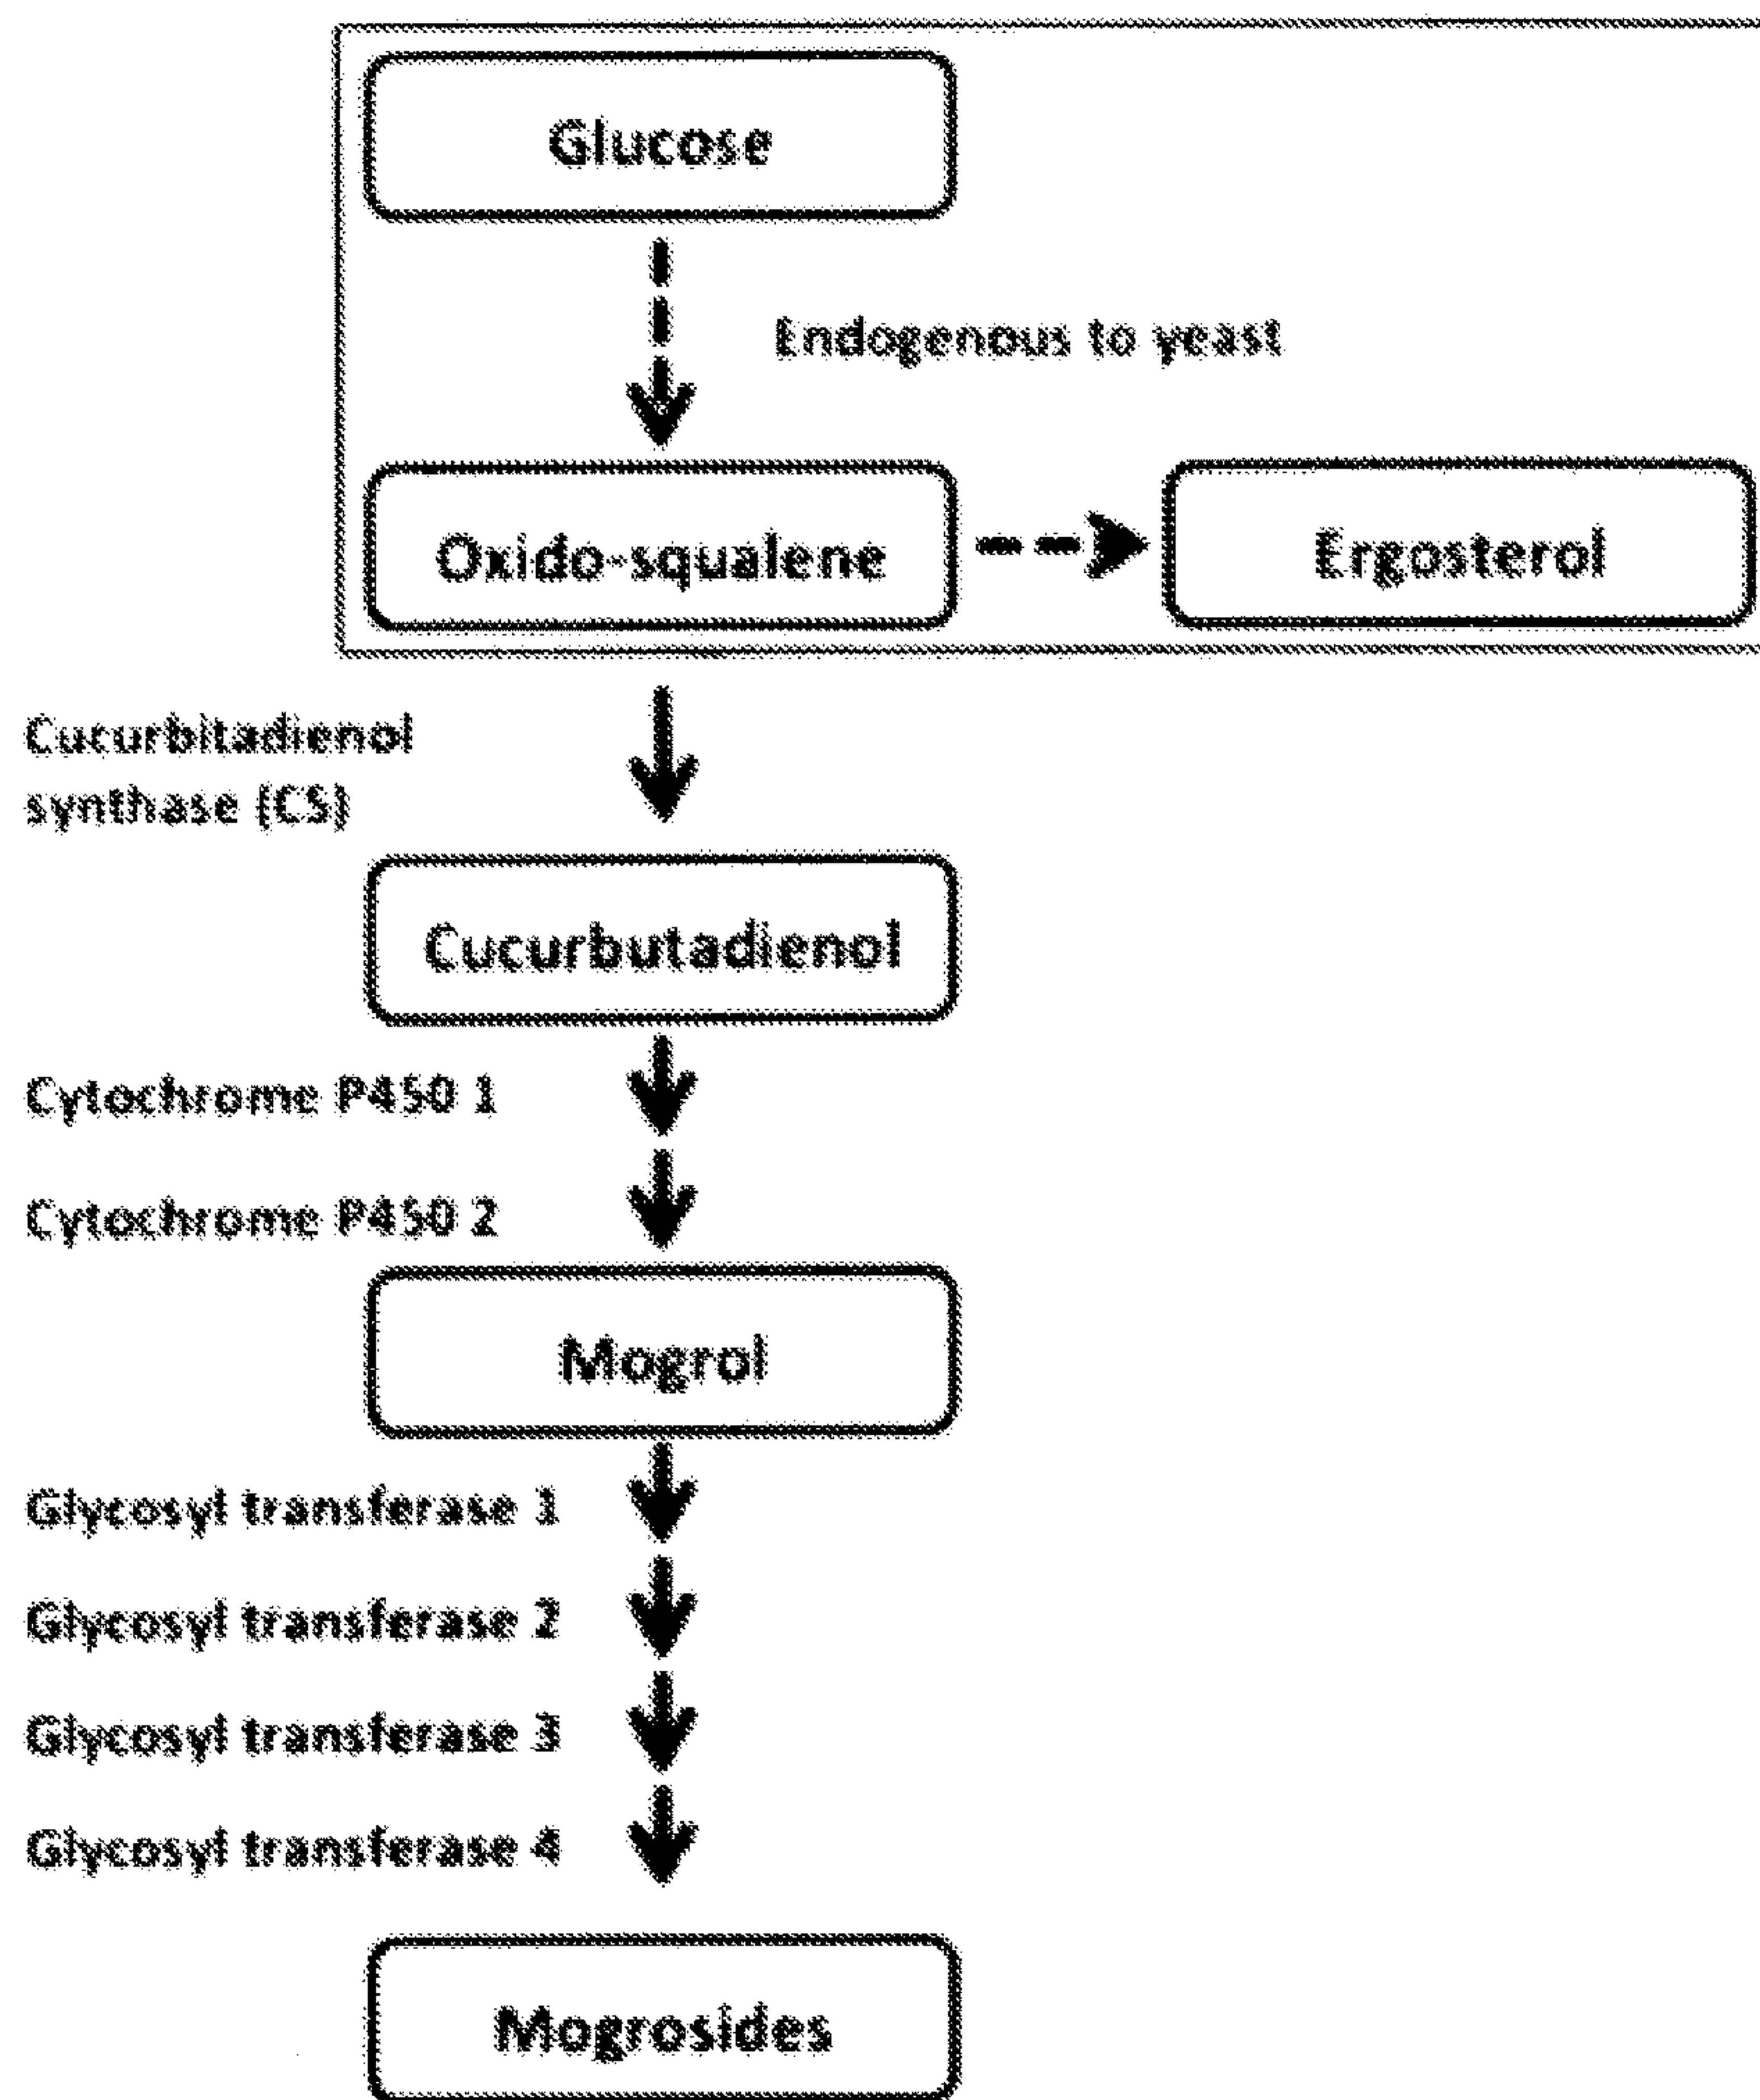 Glucose
Endogenous to yeast
Oxido-squalene
Ergosterol
Cucurbitadienol
synthase (CS)
Cucurbutadienol
Cytochrome P450 1
Cytochrome P450 2
Mogrol
Glycosyl transferase 1
Glycosyl transferase 2
Glycosyl transferase 3
Glycosyl transferase 4
Mogrosides